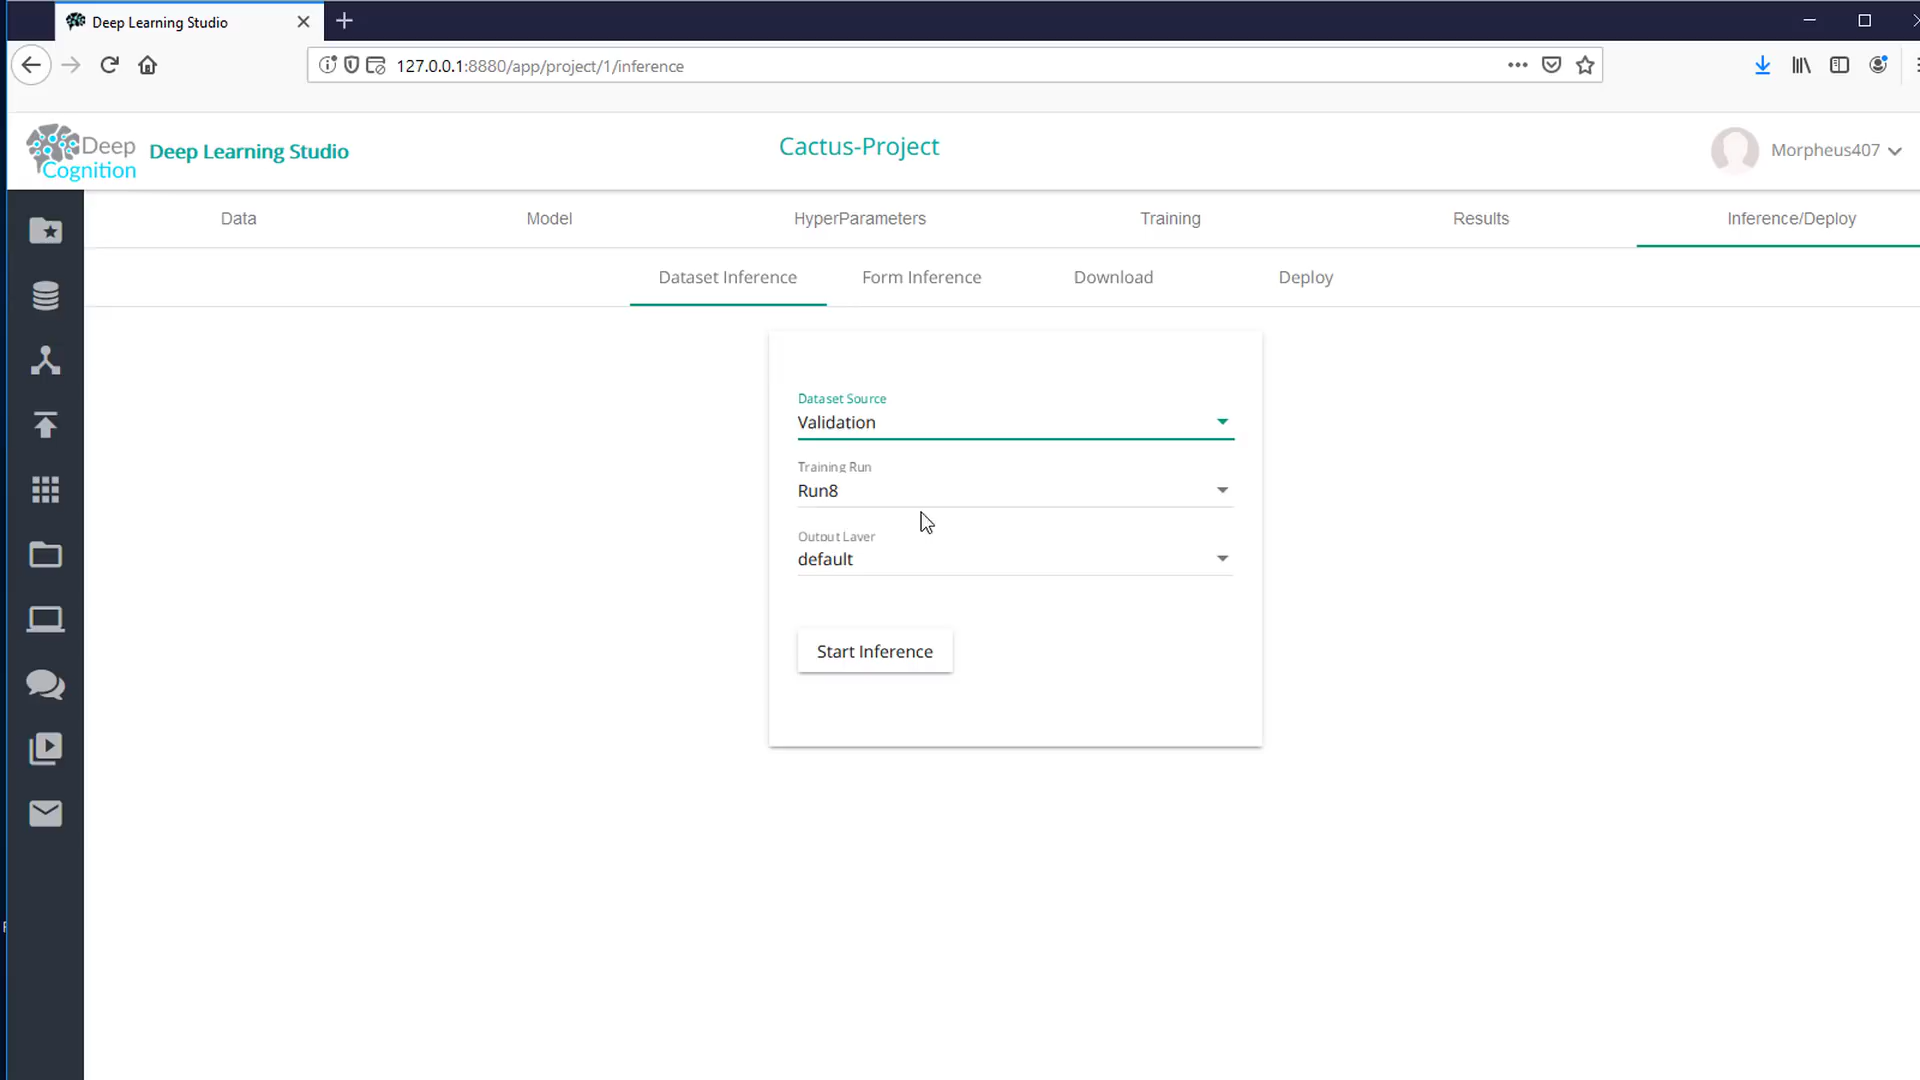 Deep Learning Studio
127.0.0.1:8880/app/project/1/inference
Deep Cognition
Deep Learning Studio
Cactus-Project
Morpheus407
Data Model HyperParameters Training Results Inference/Deploy
Dataset Inference Form Inference Download Deploy
Dataset Source
Validation
Training Run
Run8
Output Layer
default
Start Inference